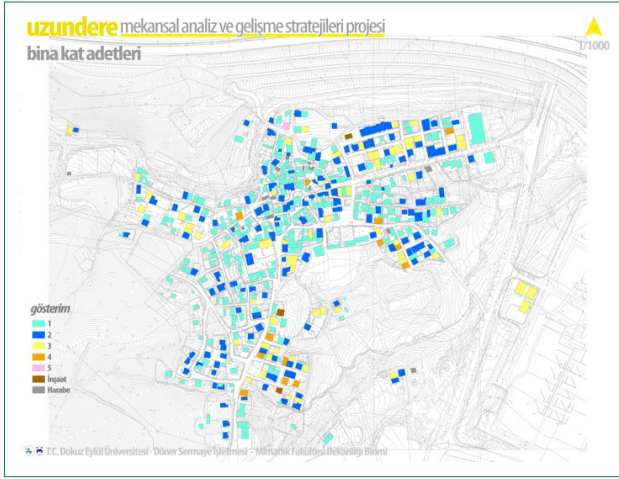 uzundere mekansal analiz ve gelişme stratejileri projesi
bina kat adetleri
1/1000
gösterim
1
2
3
4
5
İnşaat
Harabe
T.C. Dokuz Eylül Üniversitesi - Döner Sermaye İşletmesi - Mimarlık Fakültesi Dekanlığı Birimi